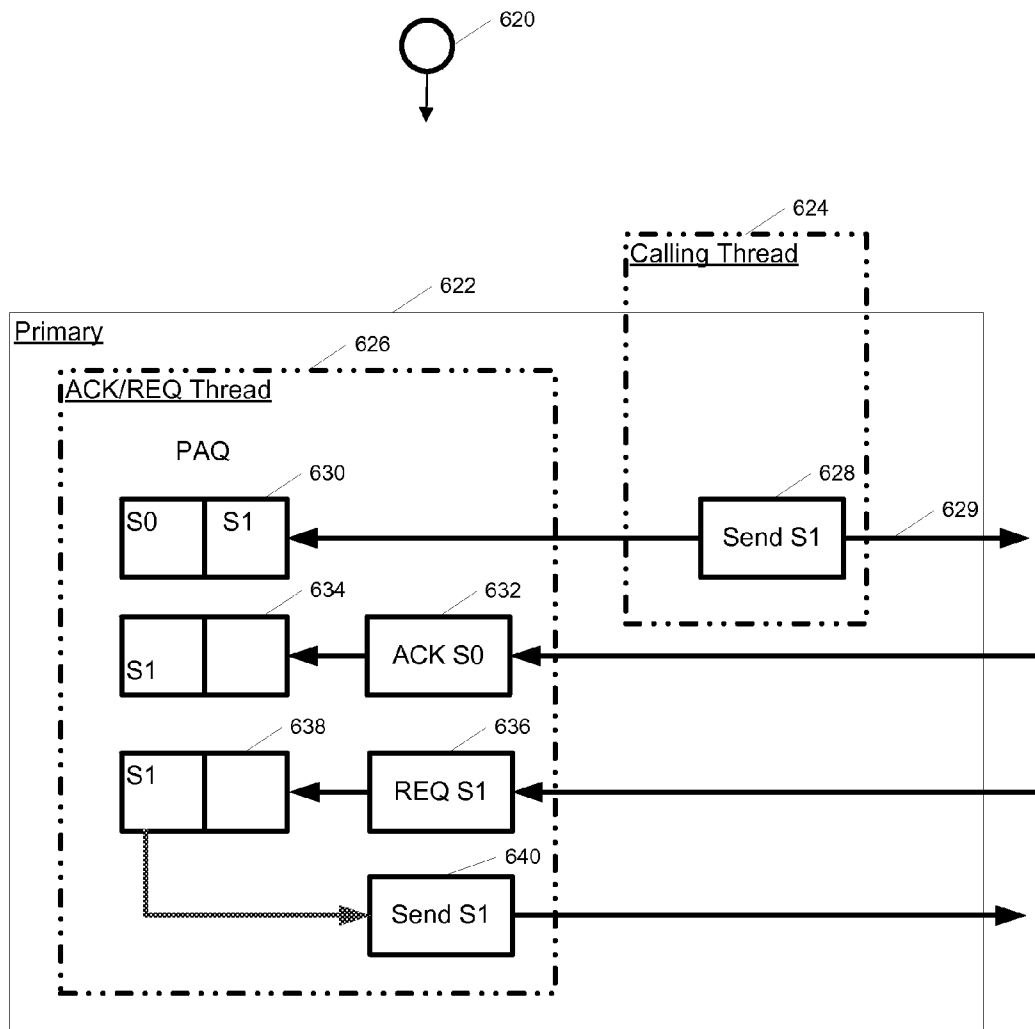 620
624
Calling Thread
622
Primary
626
ACK/REQ Thread
PAQ
630
628
629
S0
S1
Send S1
634
632
S1
ACK S0
638
636
S1
REQ S1
640
Send S1